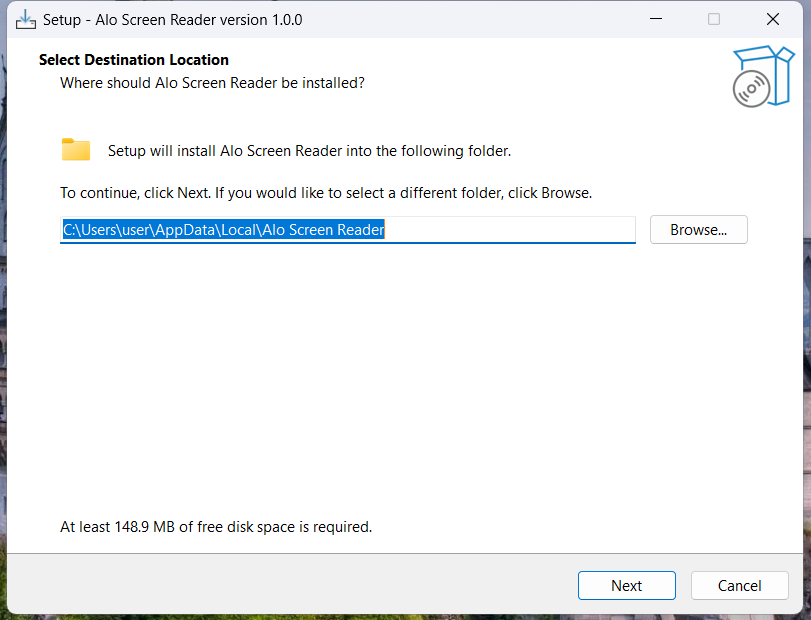 Setup - Alo Screen Reader version 1.0.0
Select Destination Location
Where should Alo Screen Reader be installed?
Setup will install Alo Screen Reader into the following folder.
To continue, click Next. If you would like to select a different folder, click Browse.
C:\Users\user\AppData\Local\Alo Screen Reader
Browse...
At least 148.9 MB of free disk space is required.
Next
Cancel